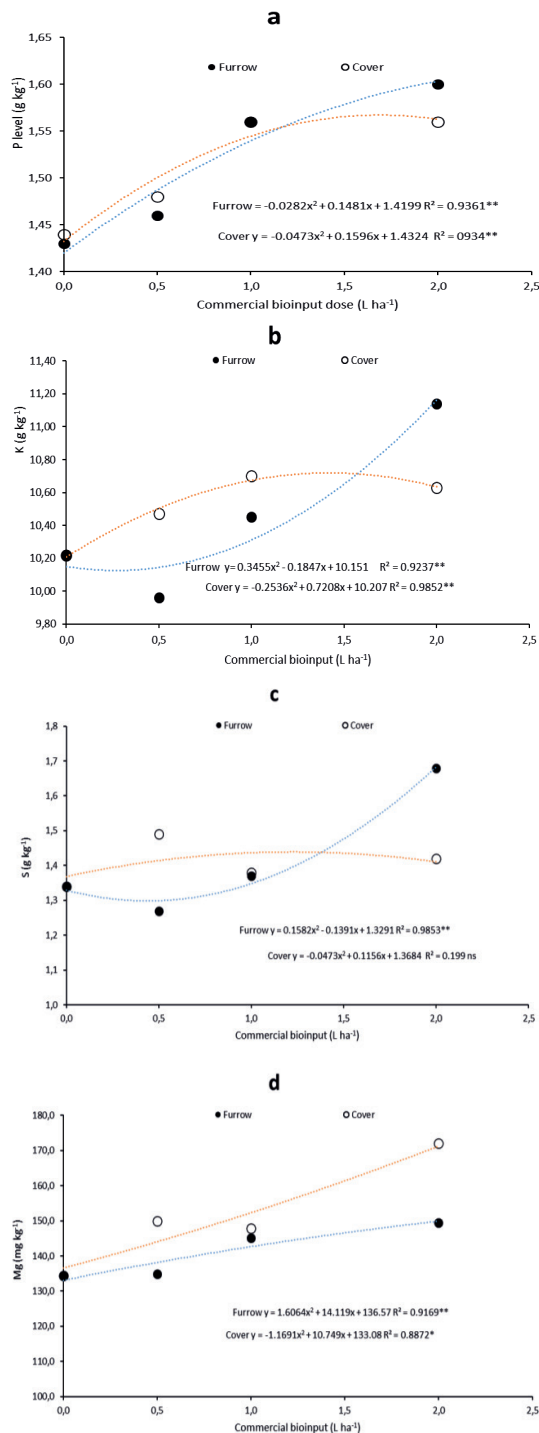 a
1,65
1,60
1,55
1,50
1,45
1,40
P level (g kg⁻¹)
Furrow
Cover
Furrow = -0.0282x² + 0.1481x + 1.4199 R² = 0.9361**
Cover y = -0.0473x² + 0.1596x + 1.4324 R² = 0934**
0,0 0,5 1,0 1,5 2,0 2,5
Commercial bioinput dose (L ha⁻¹)
b
11,40
11,20
11,00
10,80
10,60
10,40
10,20
10,00
9,80
K (g kg⁻¹)
Furrow
Cover
Furrow y= 0.3455x² - 0.1847x + 10.151 R² = 0.9237**
Cover y = -0.2536x² + 0.7208x + 10.207 R² = 0.9852**
0,0 0,5 1,0 1,5 2,0 2,5
Commercial bioinput (L ha⁻¹)
c
1,8
1,7
1,6
1,5
1,4
1,3
1,2
1,1
1,0
S (g kg⁻¹)
Furrow
Cover
Furrow y = 0.1582x² - 0.1391x + 1.3291 R² = 0.9853**
Cover y = -0.0473x² + 0.1156x + 1.3684 R² = 0.199 ns
0,0 0,5 1,0 1,5 2,0 2,5
Commercial bioinput (L ha⁻¹)
d
180,0
170,0
160,0
150,0
140,0
130,0
120,0
110,0
100,0
Mg (mg kg⁻¹)
Furrow
Cover
Furrow y = 1.6064x² + 14.119x + 136.57 R² = 0.9169**
Cover y = -1.1691x² + 10.749x + 133.08 R² = 0.8872*
0,0 0,5 1,0 1,5 2,0 2,5
Commercial bioinput (L ha⁻¹)